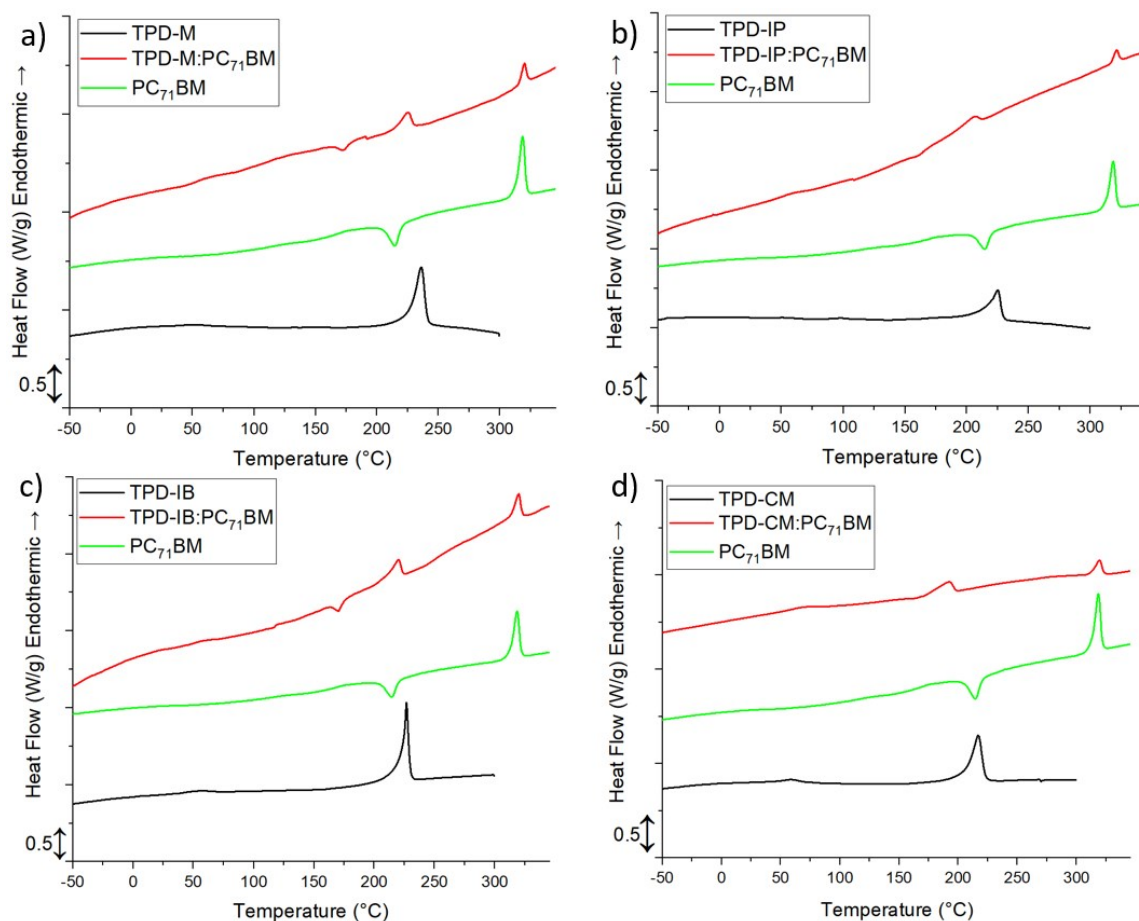 a)
TPD-M
TPD-M:PC₇₁BM
PC₇₁BM
Heat Flow (W/g) Endothermic →
0.5
-50 0 50 100 150 200 250 300
Temperature (°C)
b)
TPD-IP
TPD-IP:PC₇₁BM
PC₇₁BM
Heat Flow (W/g) Endothermic →
0.5
-50 0 50 100 150 200 250 300
Temperature (°C)
c)
TPD-IB
TPD-IB:PC₇₁BM
PC₇₁BM
Heat Flow (W/g) Endothermic →
0.5
-50 0 50 100 150 200 250 300
Temperature (°C)
d)
TPD-CM
TPD-CM:PC₇₁BM
PC₇₁BM
Heat Flow (W/g) Endothermic →
0.5
-50 0 50 100 150 200 250 300
Temperature (°C)